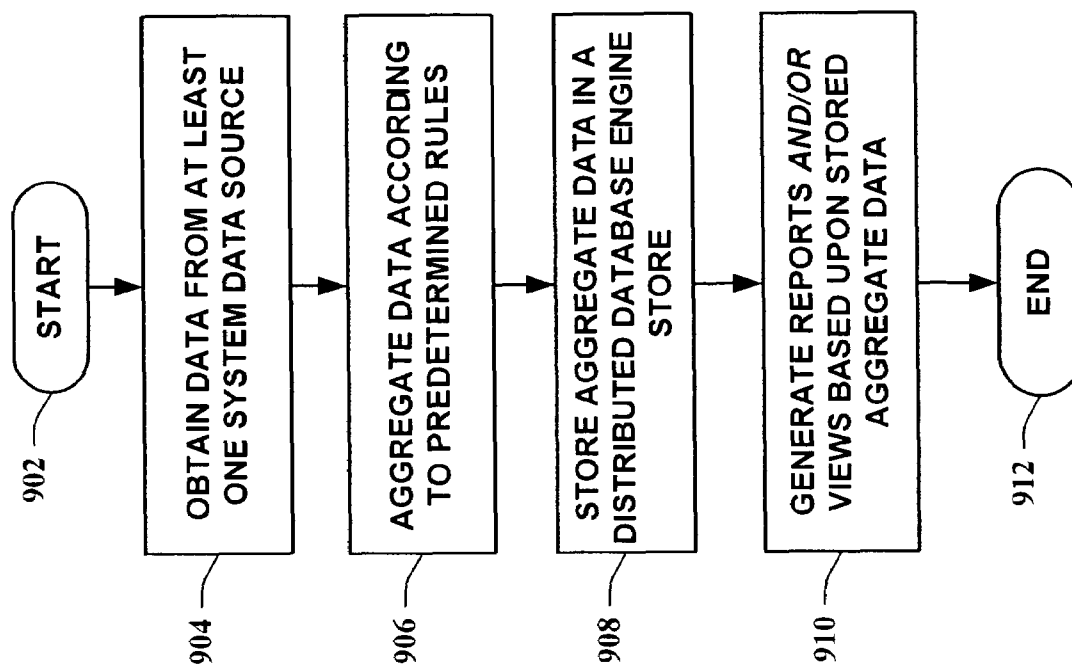 START
902
OBTAIN DATA FROM AT LEAST
ONE SYSTEM DATA SOURCE
904
AGGREGATE DATA ACCORDING
TO PREDETERMINED RULES
906
STORE AGGREGATE DATA IN A
DISTRIBUTED DATABASE ENGINE
STORE
908
GENERATE REPORTS AND/OR
VIEWS BASED UPON STORED
AGGREGATE DATA
910
END
912